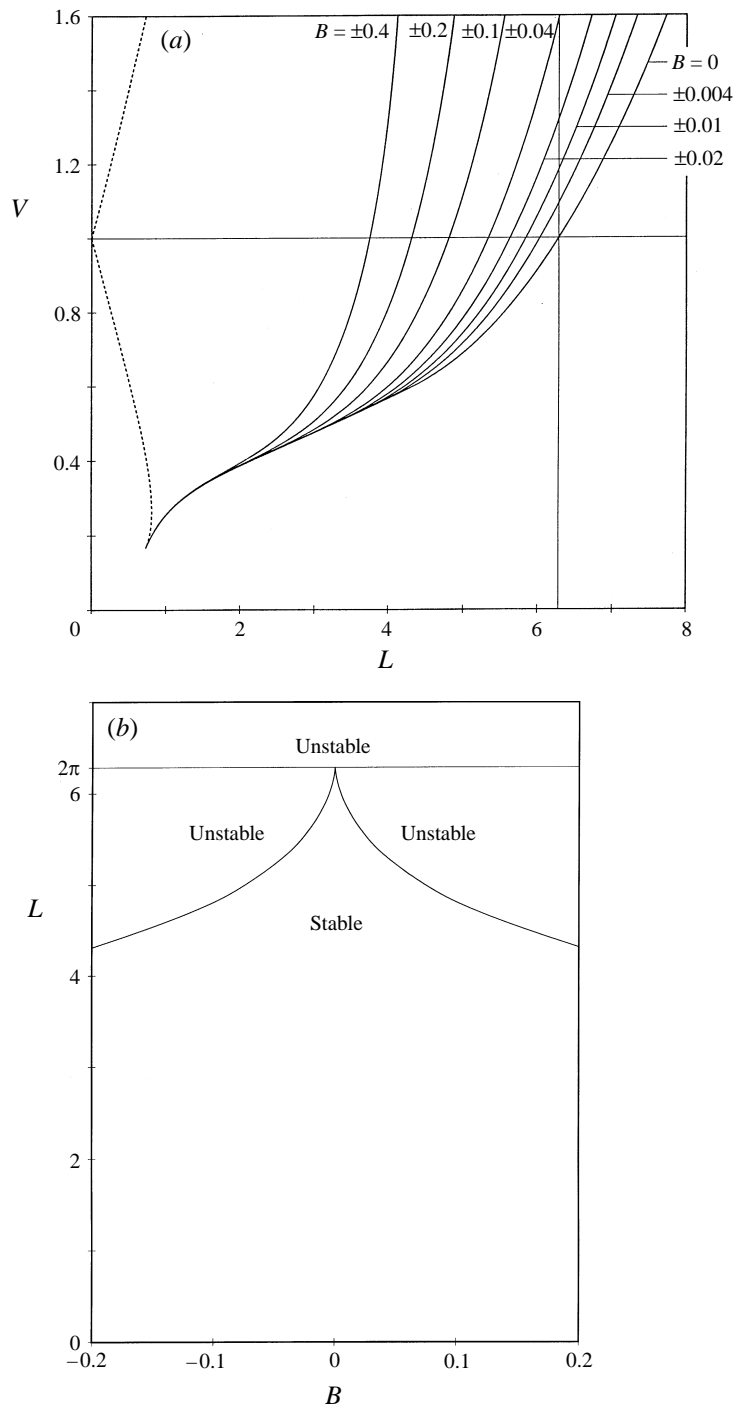 1.6
(a)
B = ±0.4
±0.2
±0.1
±0.04
B = 0
±0.004
±0.01
±0.02
1.2
V
0.8
0.4
0
2
4
6
8
L
(b)
Unstable
2π
6
Unstable
Unstable
L
Stable
4
2
0
−0.2
−0.1
0
0.1
0.2
B